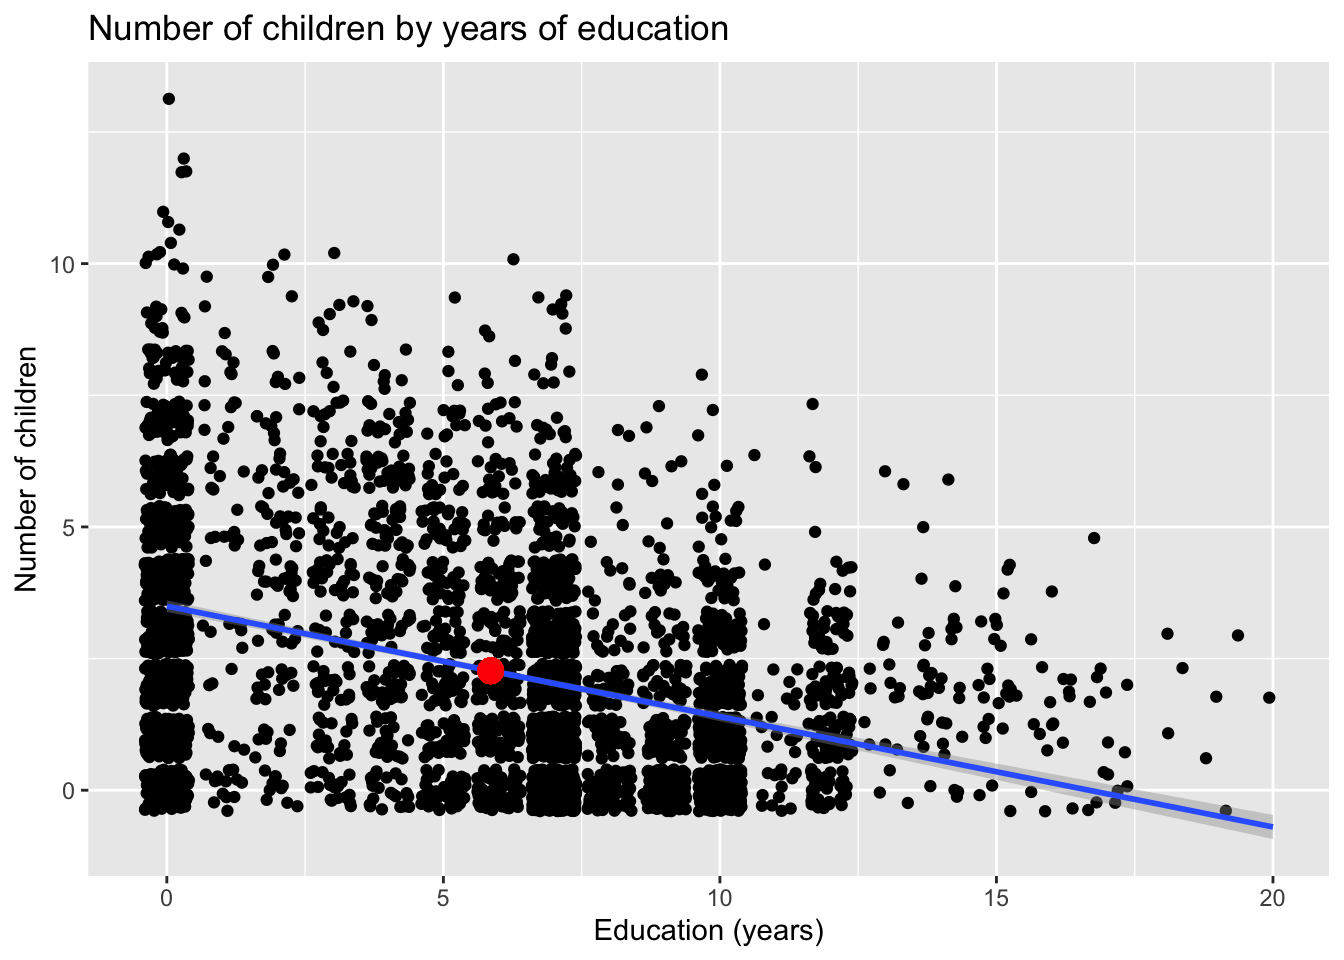 Number of children by years of education
Number of children
10
5
0
0 5 10 15 20
Education (years)